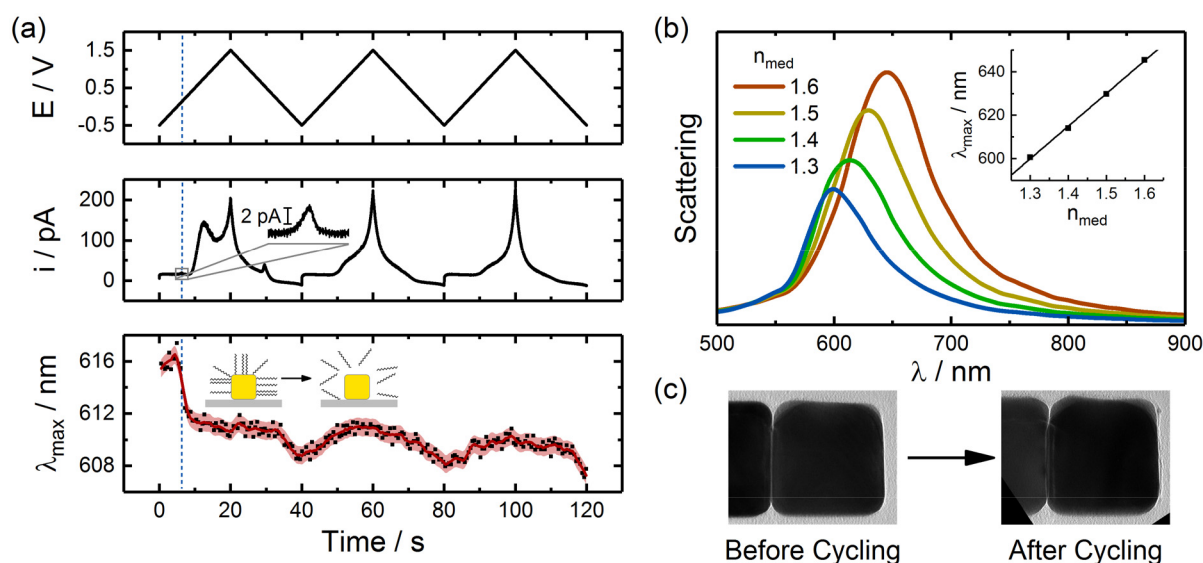 (a)
E / V
1.5
0.5
-0.5
i / pA
200
100
0
2 pA
λmax / nm
616
612
608
0 20 40 60 80 100 120
Time / s
(b)
Scattering
nmed
1.6
1.5
1.4
1.3
500 600 700 800 900
λ / nm
λmax / nm
640
620
600
1.3 1.4 1.5 1.6
nmed
(c)
Before Cycling
After Cycling